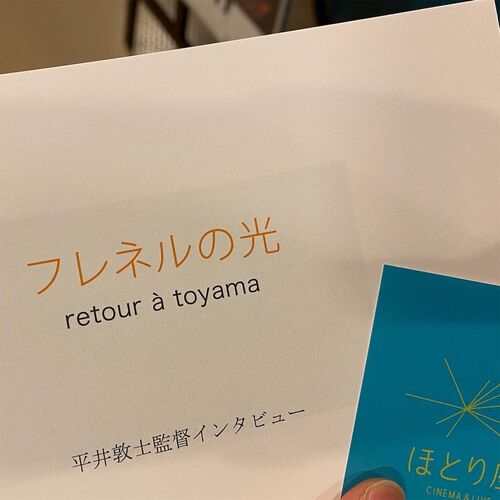 フレネルの光
retour à toyama
平井敦士監督インタビュー
ほとり
CINEMA &